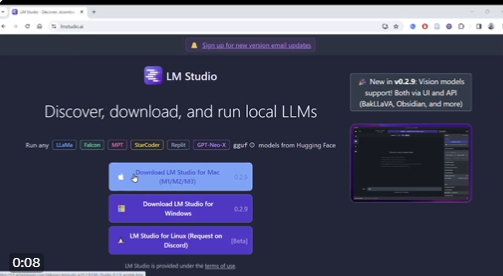 LM Studio - Discover, downloa
lmstudio.ai
Sign up for new version email updates
LM Studio
Discover, download, and run local LLMs
Run any LLaMa Falcon MPT StarCoder Replit GPT-Neo-X gguf models from Hugging Face
New in v0.2.9: Vision models
support! Both via UI and API
(BakLLaVA, Obsidian, and more)
Download LM Studio for Mac
(M1/M2/M3)
Download LM Studio for
Windows
0.2.9
LM Studio for Linux (Request on
Discord)
[Beta]
LM Studio is provided under the terms of use.
0:08